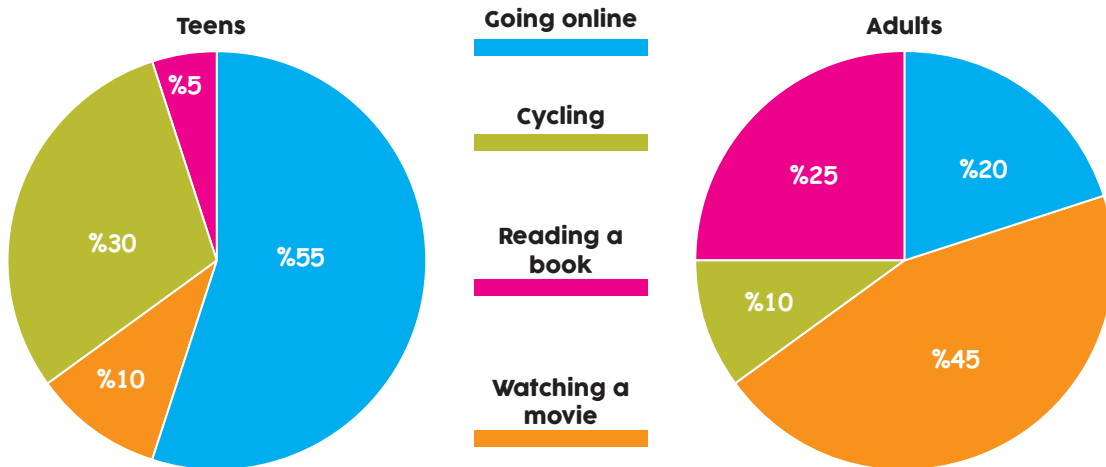 Teens
%5
%30
%55
%10
Going online
Cycling
Reading a
book
Watching a
movie
Adults
%25
%20
%10
%45